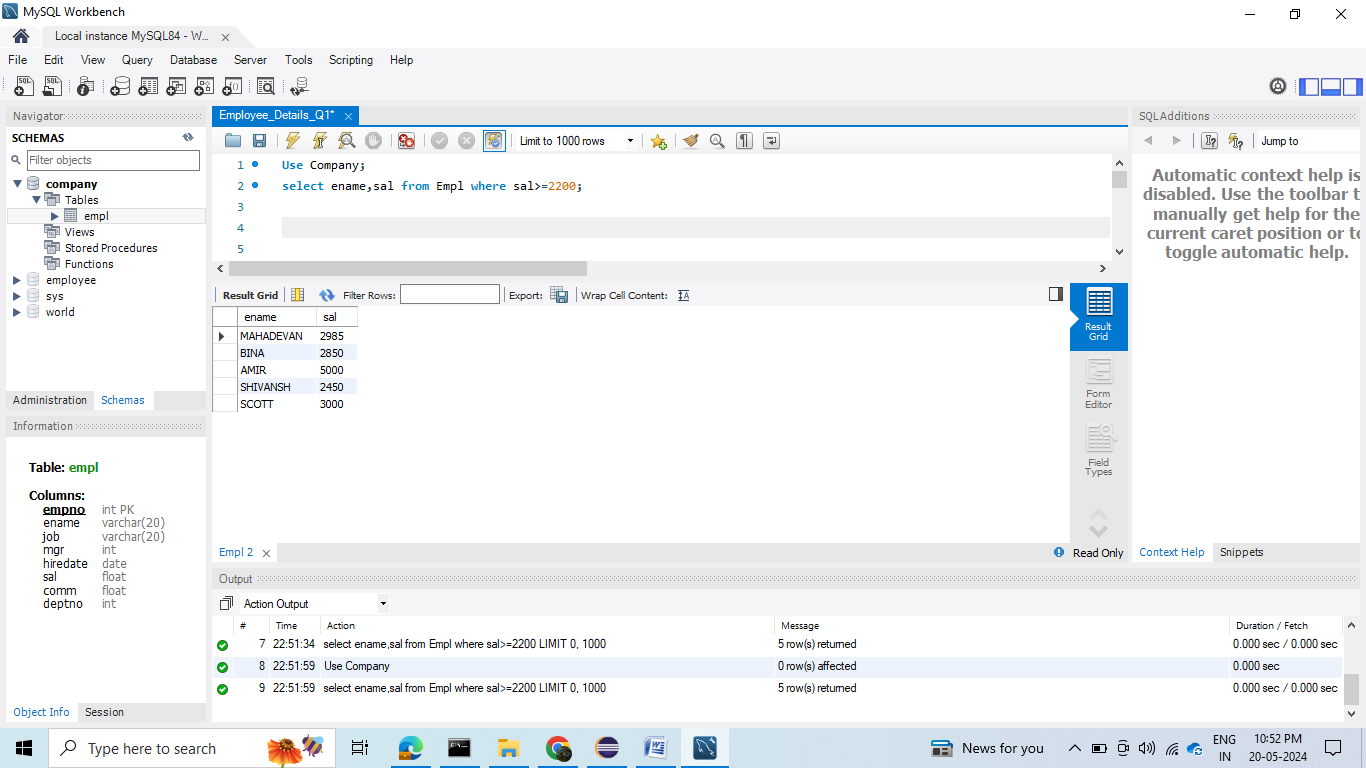 MySQL Workbench
Local instance MySQL84 - W...
File Edit View Query Database Server Tools Scripting Help
Navigator
SCHEMAS
Filter objects
company
Tables
empl
Views
Stored Procedures
Functions
employee
sys
world
Administration Schemas
Information
Table: empl
Columns:
empno int PK
ename varchar(20)
job varchar(20)
mgr int
hiredate date
sal float
comm float
deptno int
Object Info Session
Employee_Details_Q1*
Limit to 1000 rows
1 Use Company;
2 select ename,sal from Empl where sal>=2200;
3
4
5
Result Grid Filter Rows: Export: Wrap Cell Content:
ename sal
MAHADEVAN 2985
BINA 2850
AMIR 5000
SHIVANSH 2450
SCOTT 3000
Result
Grid
Form
Editor
Field
Types
Empl 2
Read Only
SQLAdditions
Jump to
Automatic context help is
disabled. Use the toolbar t
manually get help for the
current caret position or to
toggle automatic help.
Context Help Snippets
Output
Action Output
# Time Action Message Duration / Fetch
7 22:51:34 select ename,sal from Empl where sal>=2200 LIMIT 0, 1000 5 row(s) returned 0.000 sec / 0.000 sec
8 22:51:59 Use Company 0 row(s) affected 0.000 sec
9 22:51:59 select ename,sal from Empl where sal>=2200 LIMIT 0, 1000 5 row(s) returned 0.000 sec / 0.000 sec
Type here to search
News for you
ENG
IN
10:52 PM
20-05-2024